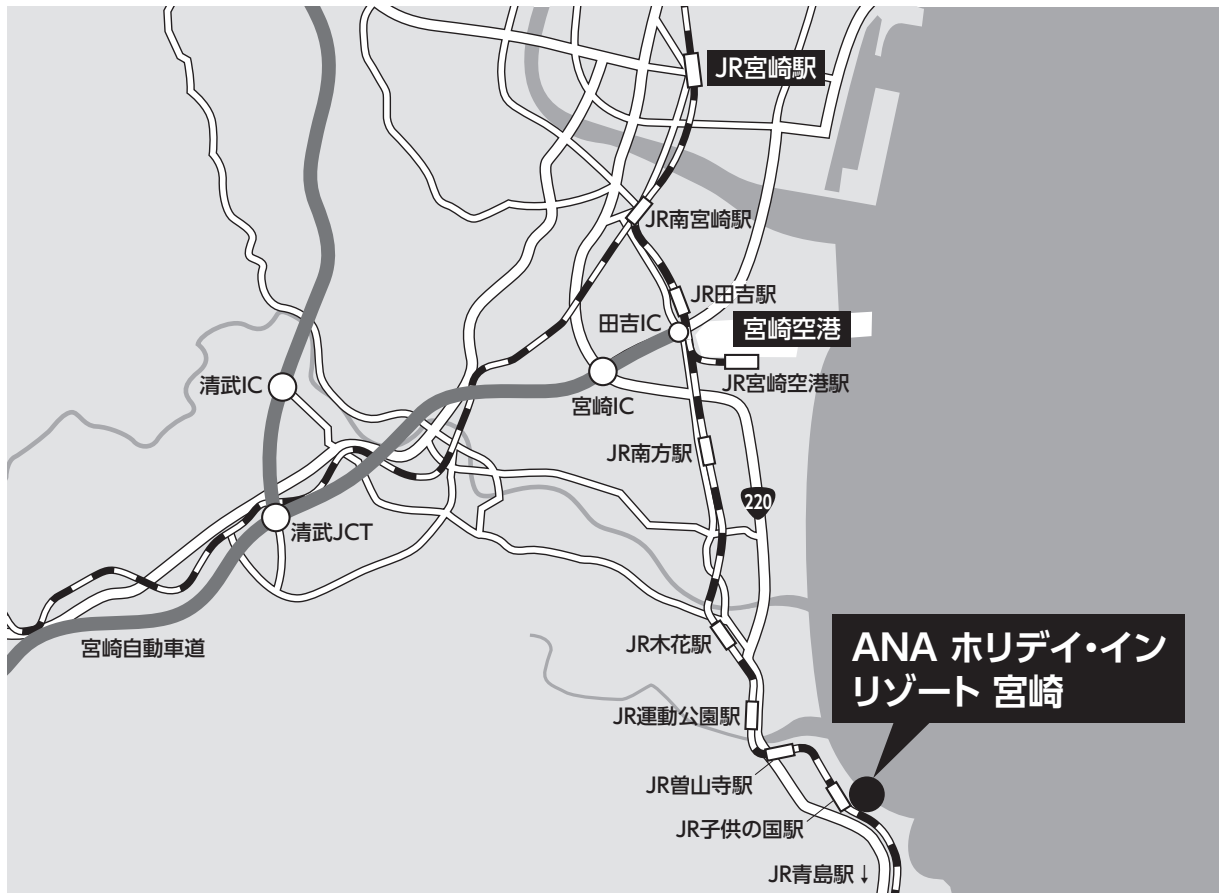 JR宮崎駅
JR南宮崎駅
JR田吉駅
田吉IC
宮崎空港
JR宮崎空港駅
清武IC
宮崎IC
JR南方駅
220
清武JCT
宮崎自動車道
JR木花駅
ANA ホリデイ・イン
リゾート 宮崎
JR運動公園駅
JR曽山寺駅
JR子供の国駅
JR青島駅↓